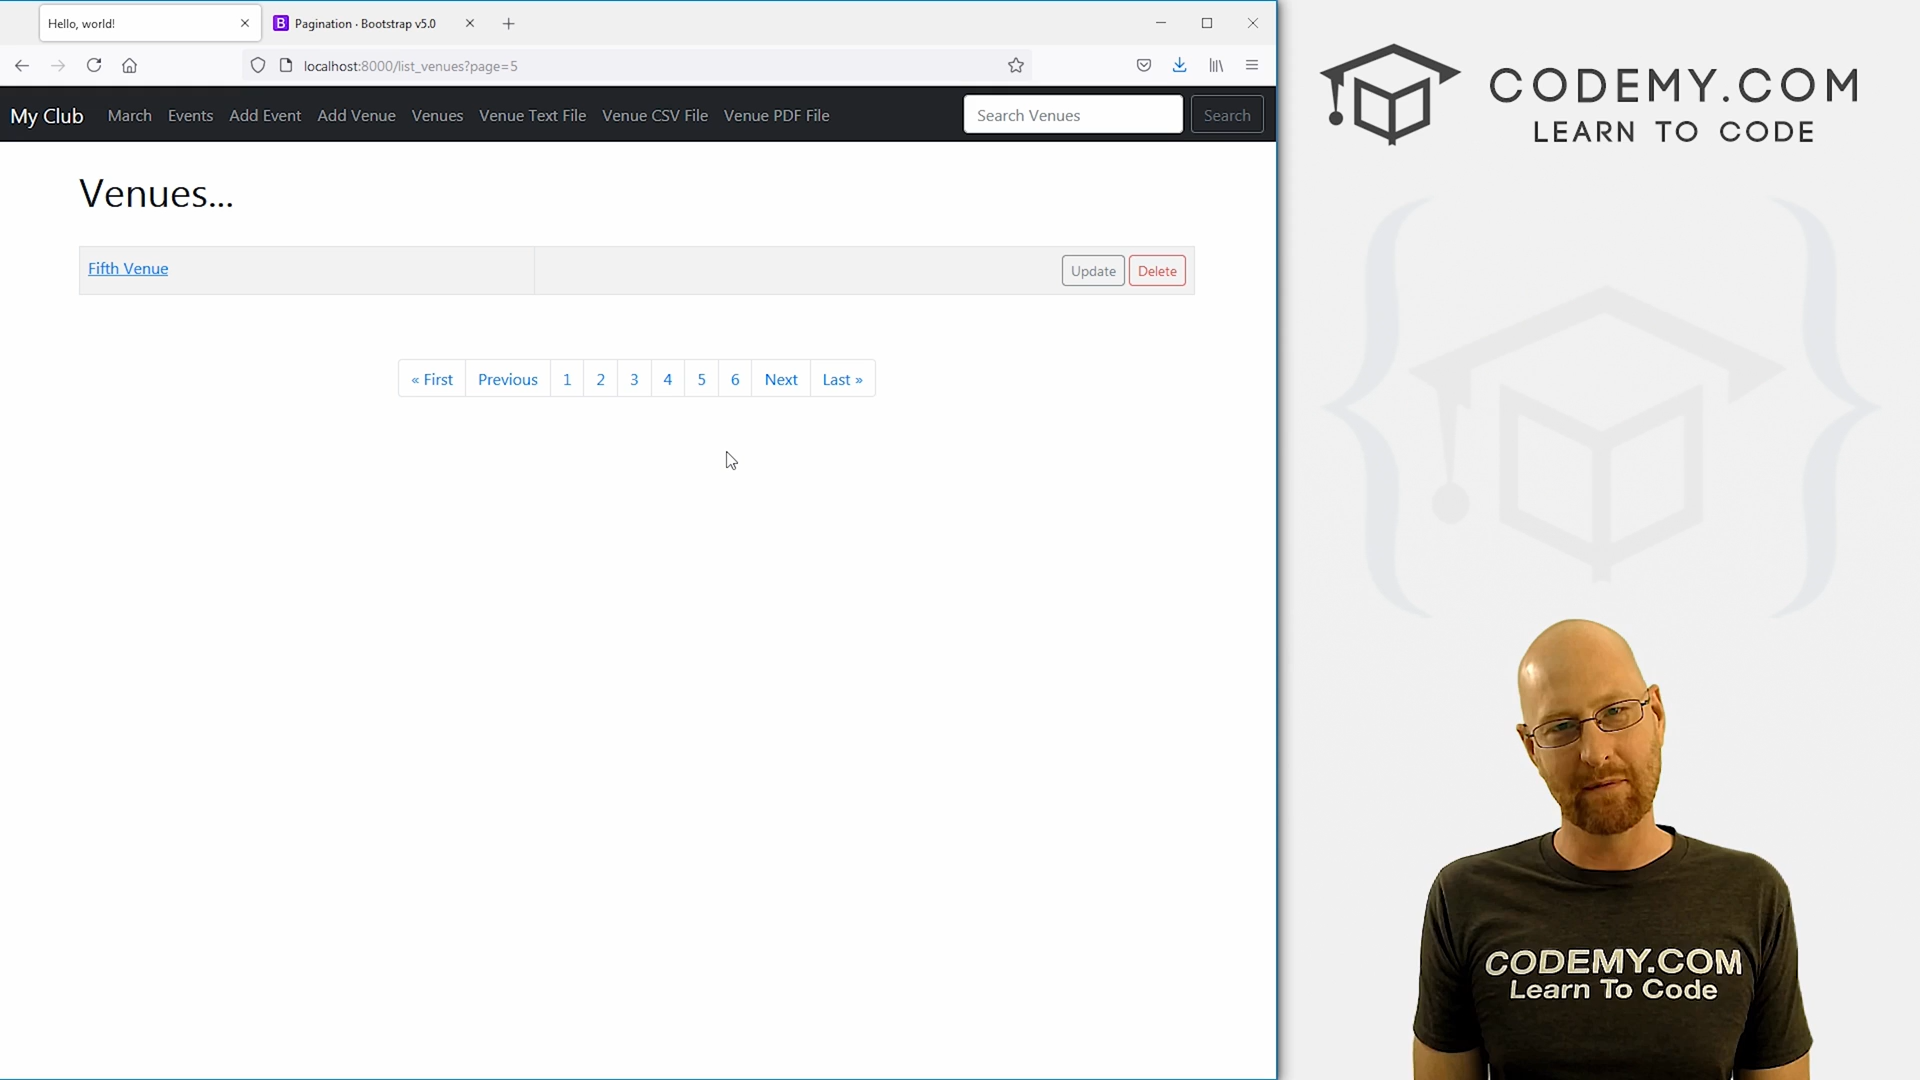 Hello, world!
Pagination · Bootstrap v5.0
localhost:8000/list_venues?page=5
My Club March Events Add Event Add Venue Venues Venue Text File Venue CSV File Venue PDF File Search Venues Search
Venues...
Fifth Venue Update Delete
« First Previous 1 2 3 4 5 6 Next Last »
CODEMY.COM
LEARN TO CODE
CODEMY.COM
Learn To Code